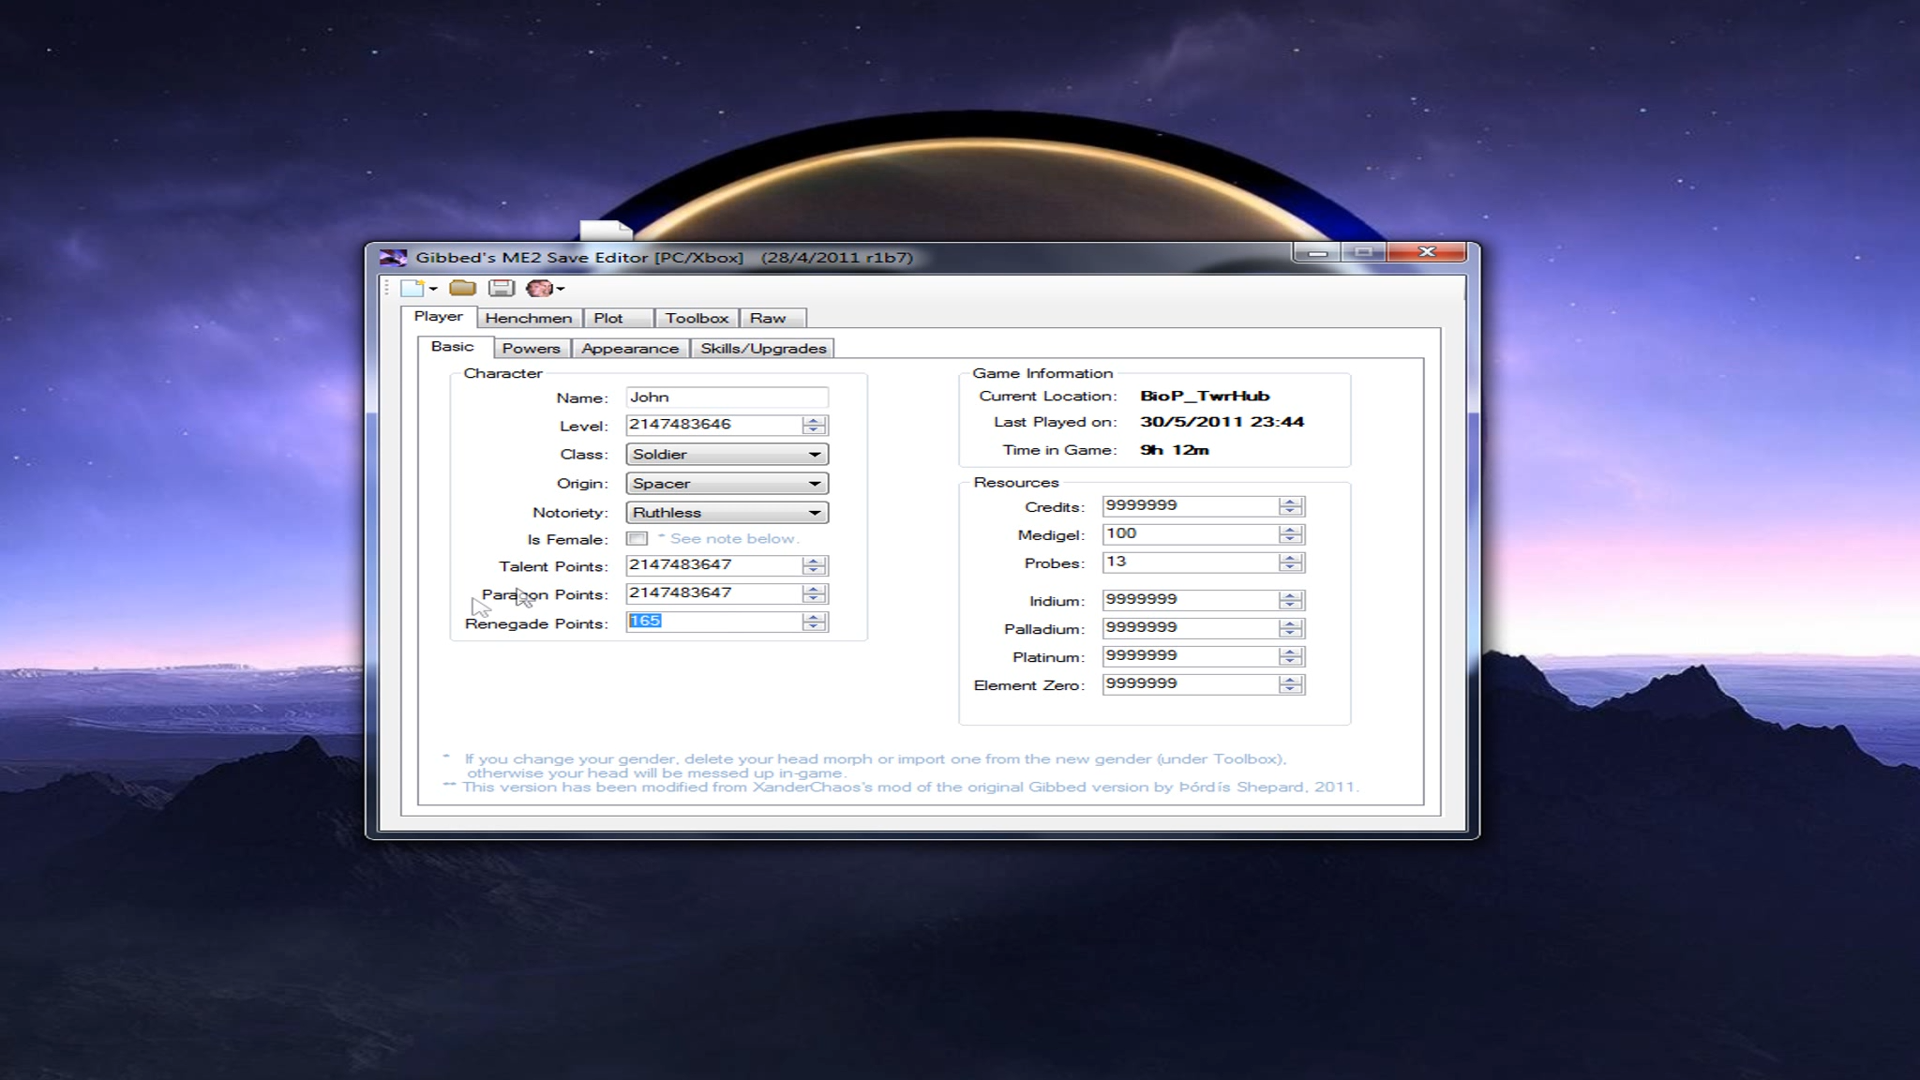 Gibbed's ME2 Save Editor [PC/Xbox] (28/4/2011 r1b7)
Player Henchmen Plot Toolbox Raw
Basic Powers Appearance Skills/Upgrades
Character
Name: John
Level: 2147483646
Class: Soldier
Origin: Spacer
Notoriety: Ruthless
Is Female: * See note below.
Talent Points: 2147483647
Paragon Points: 2147483647
Renegade Points: 165
Game Information
Current Location: BioP_TwrHub
Last Played on: 30/5/2011 23:44
Time in Game: 9h 12m
Resources
Credits: 9999999
Medigel: 100
Probes: 13
Iridium: 9999999
Palladium: 9999999
Platinum: 9999999
Element Zero: 9999999
* If you change your gender, delete your head morph or import one from the new gender (under Toolbox),
otherwise your head will be messed up in-game.
** This version has been modified from XanderChaos's mod of the original Gibbed version by Þórdís Shepard, 2011.